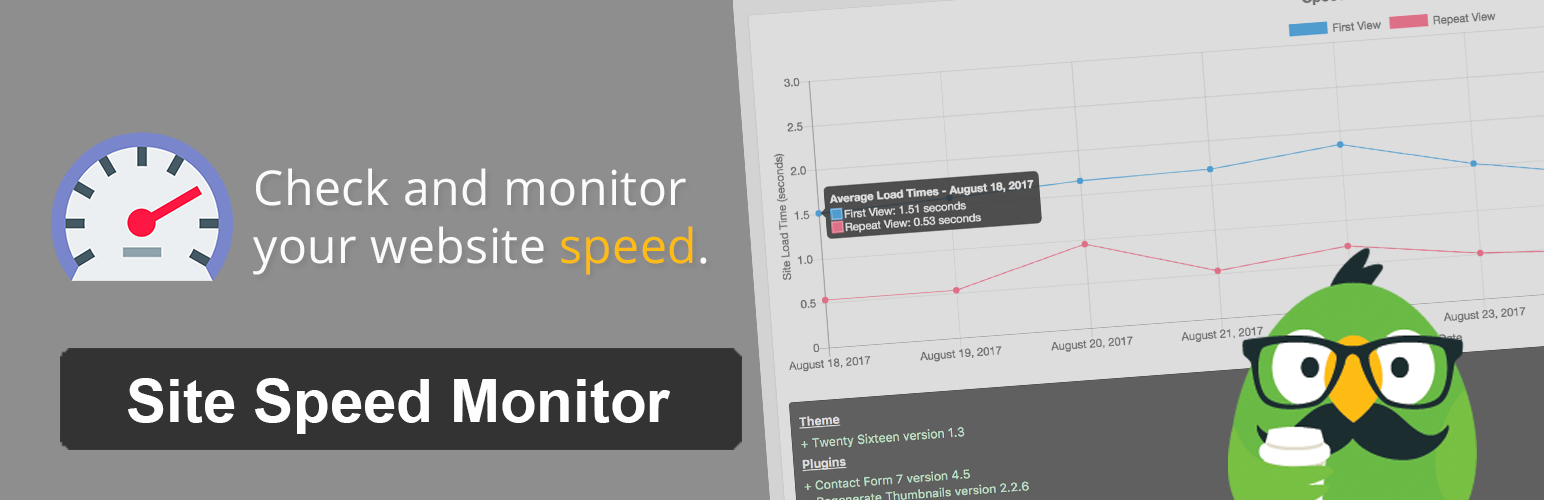 Check and monitor
your website speed.
Site Speed Monitor
First View
Repeat View
Site Load Time (seconds)
3.0
2.5
2.0
1.5
1.0
0.5
0
Average Load Times - August 18, 2017
First View: 1.51 seconds
Repeat View: 0.53 seconds
August 18, 2017
August 19, 2017
August 20, 2017
August 21, 2017
August 23, 2017
Theme
+ Twenty Sixteen version 1.3
Plugins
+ Contact Form 7 version 4.5
Regenerate Thumbnails version 2.2.6